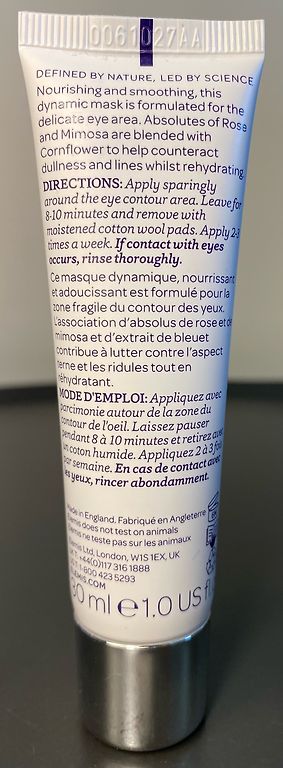 0061027AA
DEFINED BY NATURE, LED BY SCIENCE
Nourishing and smoothing, this
dynamic mask is formulated for the
delicate eye area. Absolutes of Rose
and Mimosa are blended with
Cornflower to help counteract
dullness and lines whilst rehydrating.
DIRECTIONS: Apply sparingly
around the eye contour area. Leave for
8-10 minutes and remove with
moistened cotton wool pads. Apply 2-3
times a week. If contact with eyes
occurs, rinse thoroughly.
Ce masque dynamique, nourrissant
et adoucissant est formulé pour la
zone fragile du contour des yeux.
L'association d'absolus de rose et de
mimosa et d'extrait de bleuet
contribue à lutter contre l'aspect
terne et les ridules tout en
réhydratant.
MODE D'EMPLOI: Appliquez avec
parcimonie autour de la zone du
contour de l'oeil. Laissez pauser
pendant 8 à 10 minutes et retirez avec
un coton humide. Appliquez 2 à 3 fois
par semaine. En cas de contact avec
les yeux, rincer abondamment.
Made in England. Fabriqué en Angleterre
Elemis does not test on animals
Elemis ne teste pas sur les animaux
Elemis Ltd, London, W1S 1EX, UK
+44(0)117 316 1888
1-800 423 5293
ELEMIS.COM
30 ml e 1.0 US fl